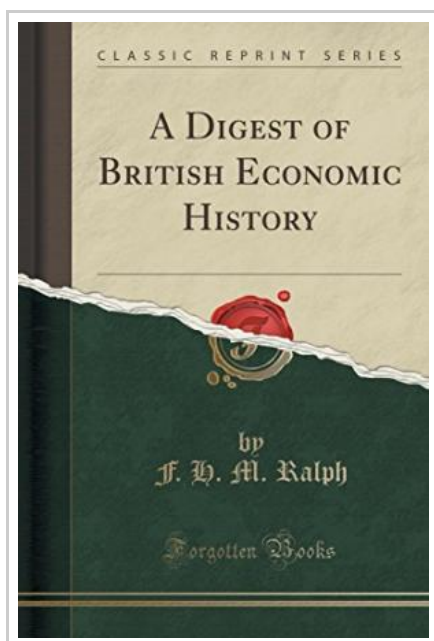 CLASSIC REPRINT SERIES
A DIGEST OF
BRITISH ECONOMIC
HISTORY
by
F. H. M. Ralph
Forgotten Books